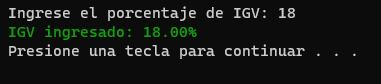 Ingrese el porcentaje de IGV: 18
IGV ingresado: 18.00%
Presione una tecla para continuar . . .